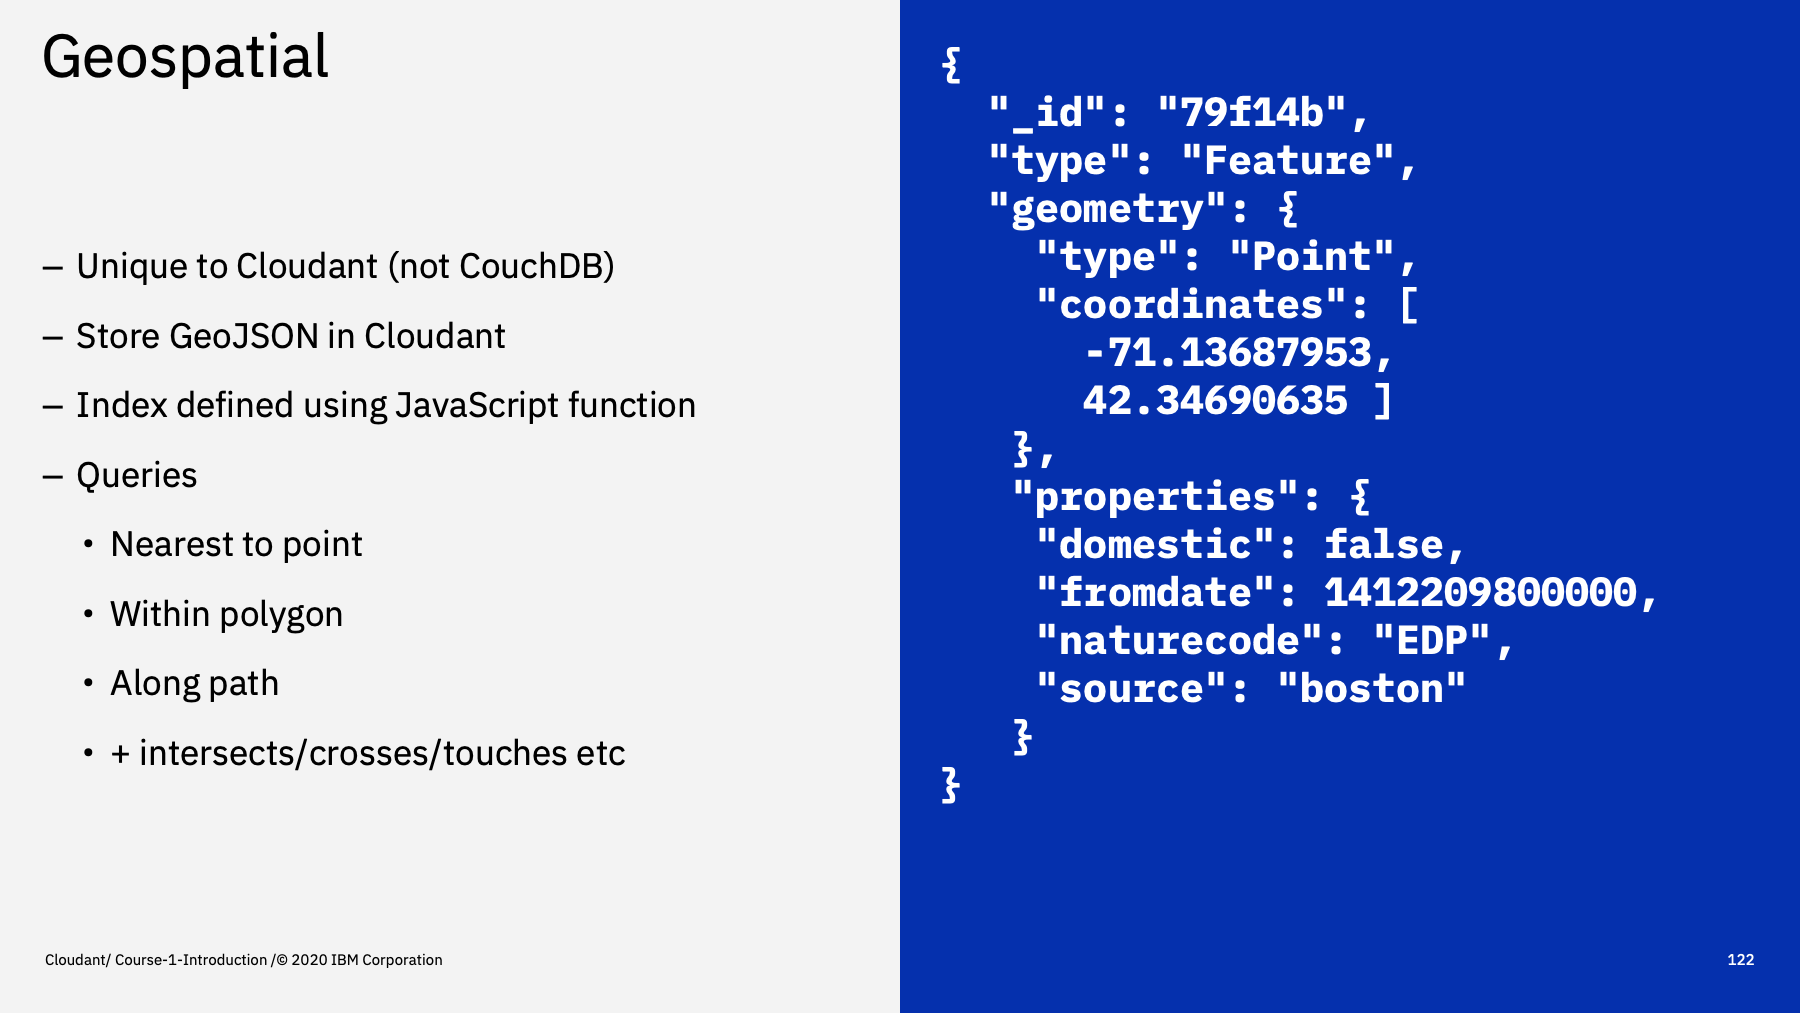 Geospatial
– Unique to Cloudant (not CouchDB)
– Store GeoJSON in Cloudant
– Index defined using JavaScript function
– Queries
• Nearest to point
• Within polygon
• Along path
• + intersects/crosses/touches etc
Cloudant/ Course-1-Introduction /© 2020 IBM Corporation
{
  "_id": "79f14b",
  "type": "Feature",
  "geometry": {
    "type": "Point",
    "coordinates": [
      -71.13687953,
      42.34690635 ]
   },
   "properties": {
    "domestic": false,
    "fromdate": 1412209800000,
    "naturecode": "EDP",
    "source": "boston"
   }
}
122